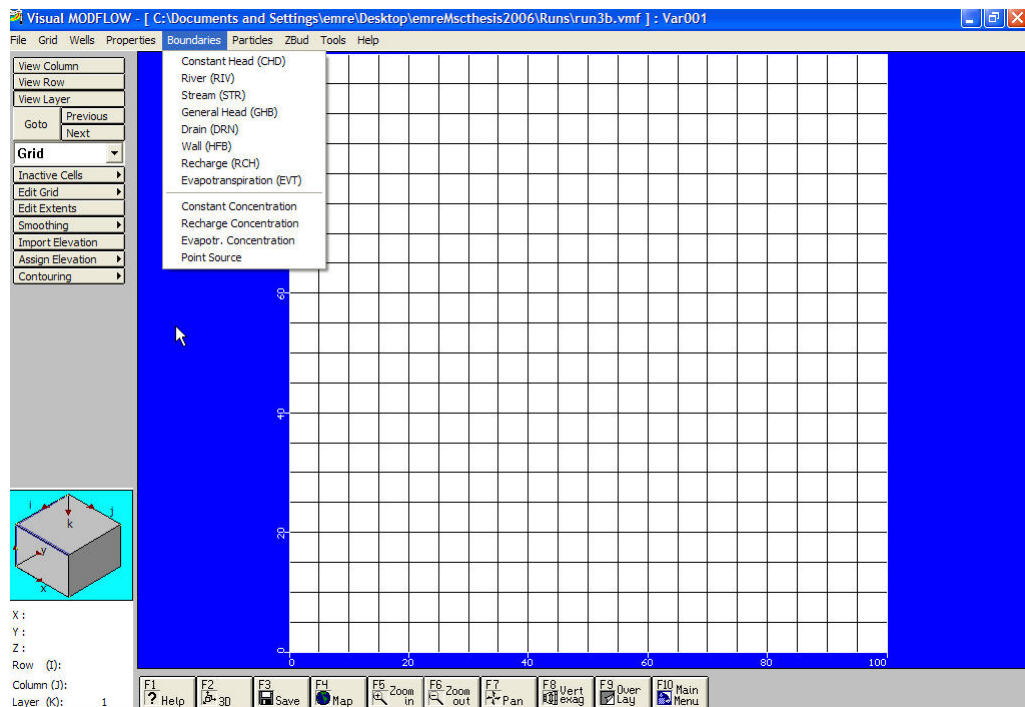 Visual MODFLOW - [ C:\Documents and Settings\emre\Desktop\emreMscthesis2006\Runs\run3b.vmf ] : Var001
File Grid Wells Properties Boundaries Particles ZBud Tools Help
View Column
View Row
View Layer
Goto
Previous
Next
Grid
Inactive Cells
Edit Grid
Edit Extents
Smoothing
Import Elevation
Assign Elevation
Contouring
Constant Head (CHD)
River (RIV)
Stream (STR)
General Head (GHB)
Drain (DRN)
Wall (HFB)
Recharge (RCH)
Evapotranspiration (EVT)
Constant Concentration
Recharge Concentration
Evapotr. Concentration
Point Source
60
40
20
0
0 20 40 60 80 100
i
j
k
y
x
X :
Y :
Z :
Row (I):
Column (J):
Layer (K): 1
F1 ? Help
F2 3D
F3 Save
F4 Map
F5 Zoom in
F6 Zoom out
F7 Pan
F8 Vert exag
F9 Over Lay
F10 Main Menu